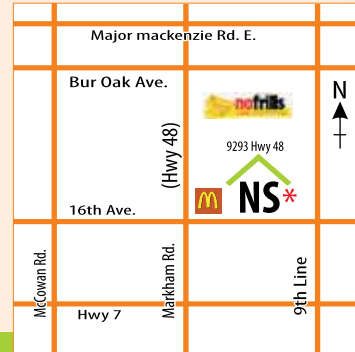 Major mackenzie Rd. E.
Bur Oak Ave.
N
nofrills
(Hwy 48)
9293 Hwy 48
M
NS*
16th Ave.
McCowan Rd.
Markham Rd.
9th Line
Hwy 7